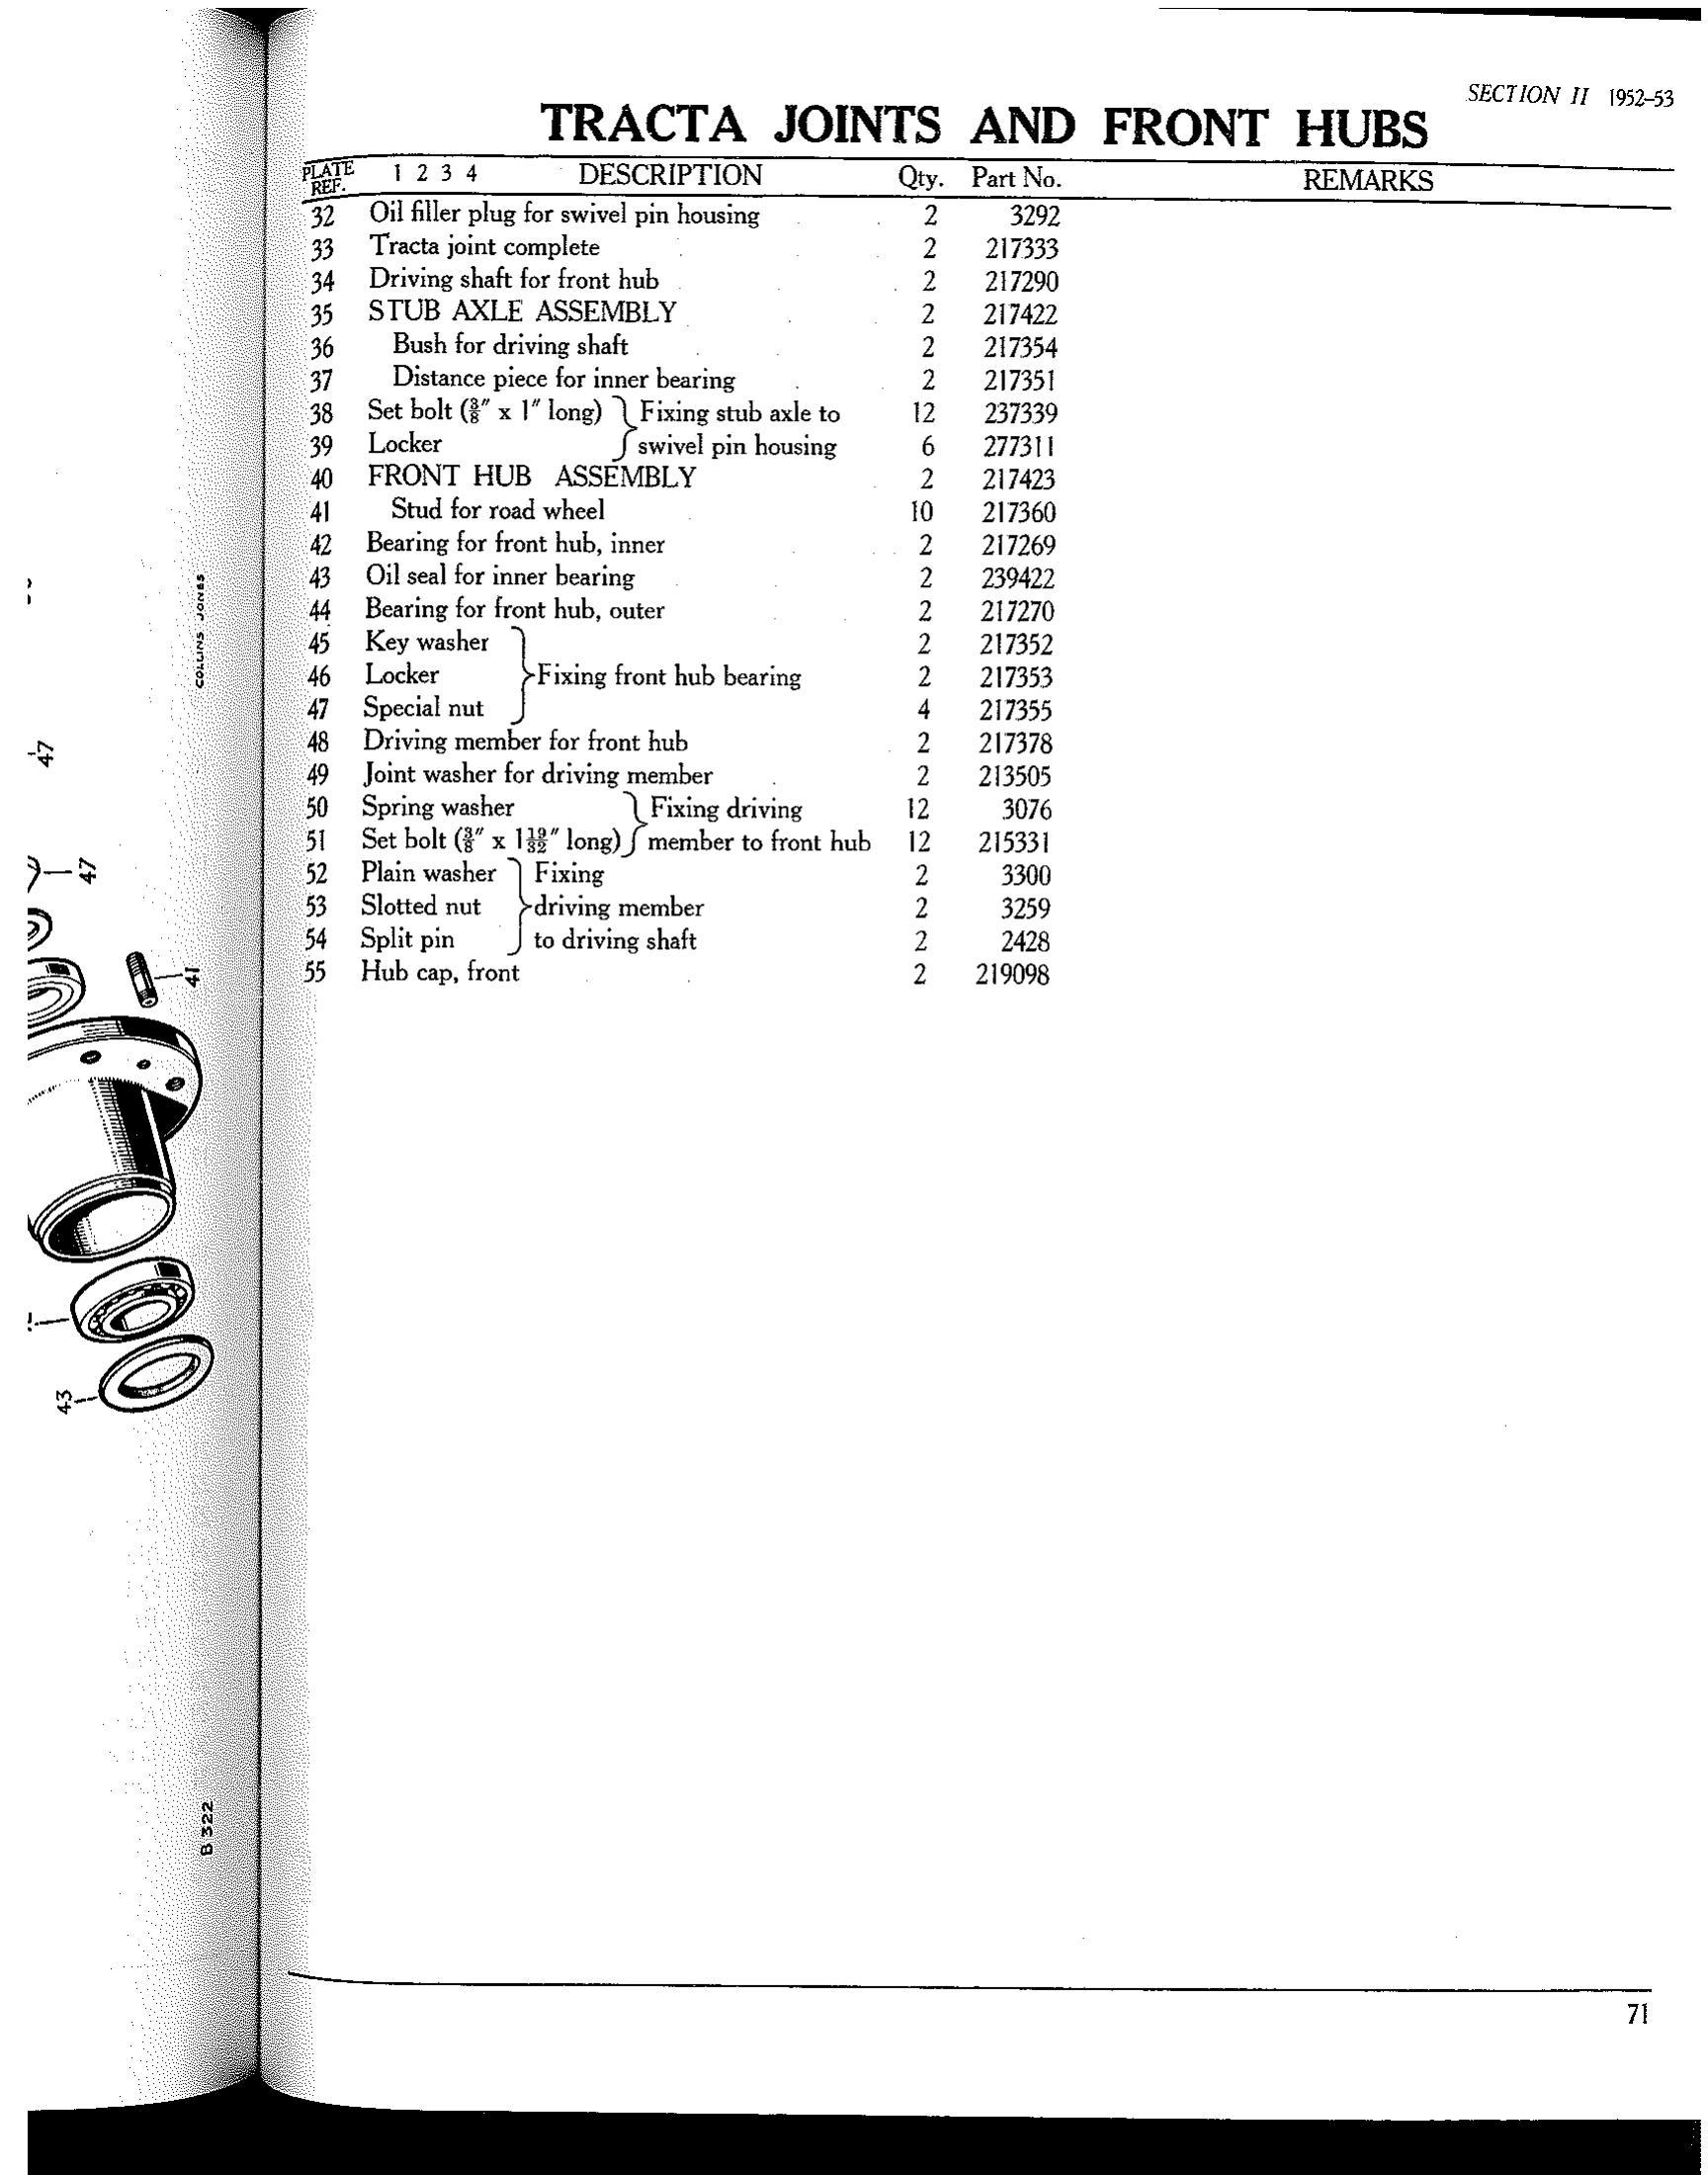 SECTION II 1952–53
TRACTA JOINTS AND FRONT HUBS
PLATE REF. 1 2 3 4 DESCRIPTION Qty. Part No. REMARKS
32 Oil filler plug for swivel pin housing 2 3292
33 Tracta joint complete 2 217333
34 Driving shaft for front hub 2 217290
35 STUB AXLE ASSEMBLY 2 217422
36 Bush for driving shaft 2 217354
37 Distance piece for inner bearing 2 217351
38 Set bolt (⅜″ x 1″ long) } Fixing stub axle to 12 237339
39 Locker } swivel pin housing 6 277311
40 FRONT HUB ASSEMBLY 2 217423
41 Stud for road wheel 10 217360
42 Bearing for front hub, inner 2 217269
43 Oil seal for inner bearing 2 239422
44 Bearing for front hub, outer 2 217270
45 Key washer 2 217352
46 Locker } Fixing front hub bearing 2 217353
47 Special nut 4 217355
48 Driving member for front hub 2 217378
49 Joint washer for driving member 2 213505
50 Spring washer } Fixing driving 12 3076
51 Set bolt (⅜″ x 1 19/32″ long) } member to front hub 12 215331
52 Plain washer } Fixing 2 3300
53 Slotted nut } driving member 2 3259
54 Split pin } to driving shaft 2 2428
55 Hub cap, front 2 219098
71
COLLINS JONES
47
47
41
43
B 322